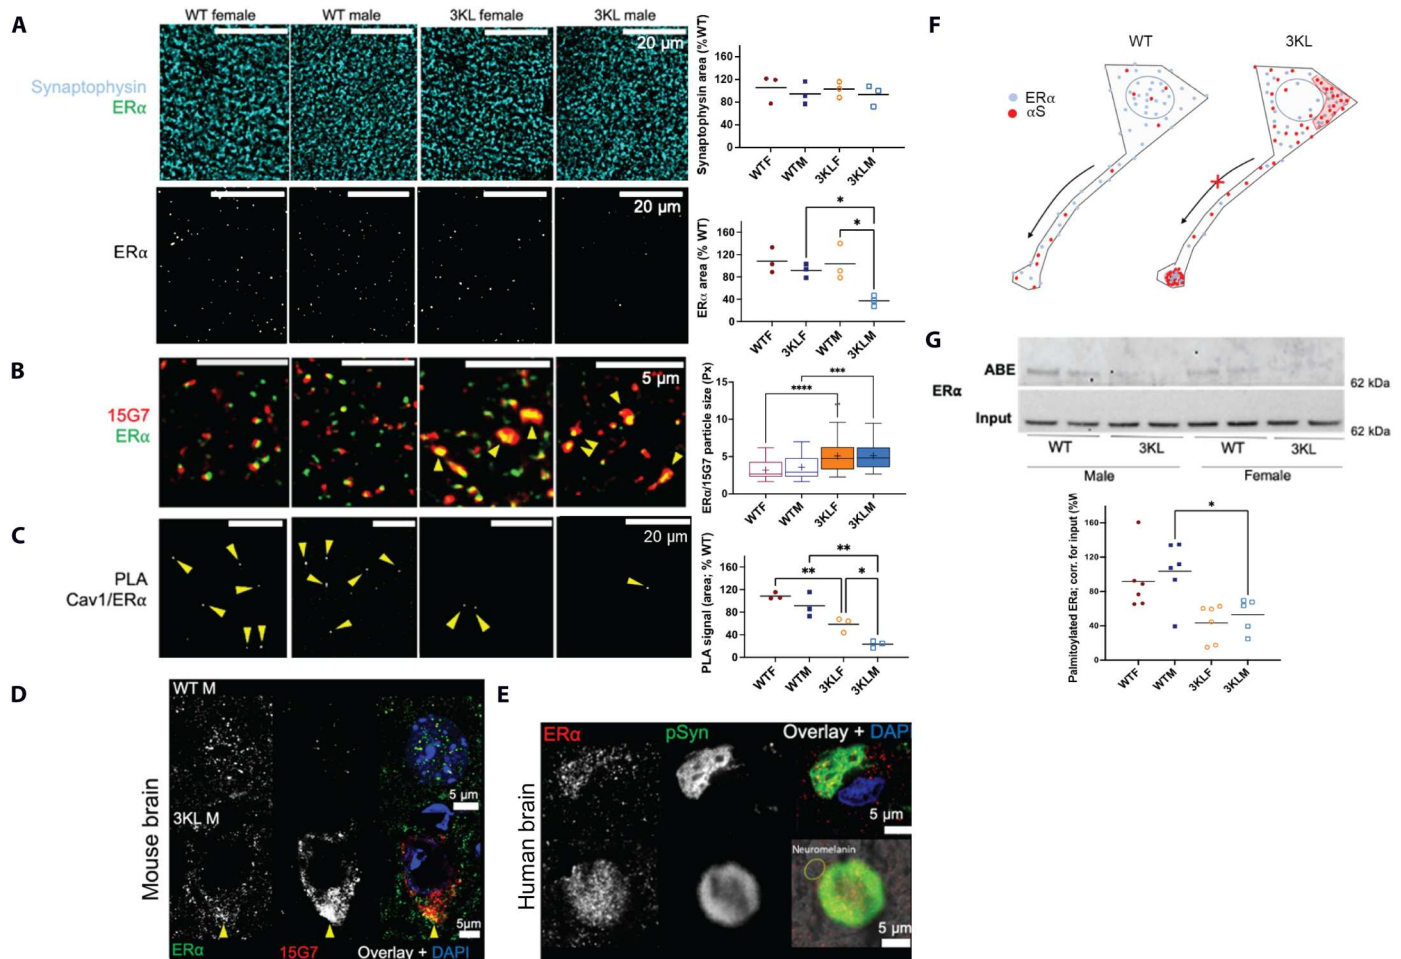 A
WT female
WT male
3KL female
3KL male
20 µm
Synaptophysin
ERα
Synaptophysin area (% WT)
160
120
80
40
0
WTF
WTM
3KLF
3KLM
ERα
20 µm
ERα area (% WT)
160
120
80
40
0
*
*
WTF
3KLF
WTM
3KLM
B
15G7
ERα
5 µm
ERα/15G7 particle size (Px)
15
10
5
0
****
***
WTF
WTM
3KLF
3KLM
C
PLA
Cav1/ERα
20 µm
PLA signal (area; % WT)
160
120
80
40
0
**
**
*
WTF
WTM
3KLF
3KLM
D
Mouse brain
WT M
5 µm
3KL M
5µm
ERα
15G7
Overlay + DAPI
E
Human brain
ERα
pSyn
Overlay + DAPI
5 µm
Neuromelanin
5 µm
F
WT
3KL
ERα
αS
G
ERα
ABE
62 kDa
Input
62 kDa
WT
3KL
WT
3KL
Male
Female
Palmitoylated ERa; corr. for input (%W
160
120
80
40
0
*
WTF
WTM
3KLF
3KLM